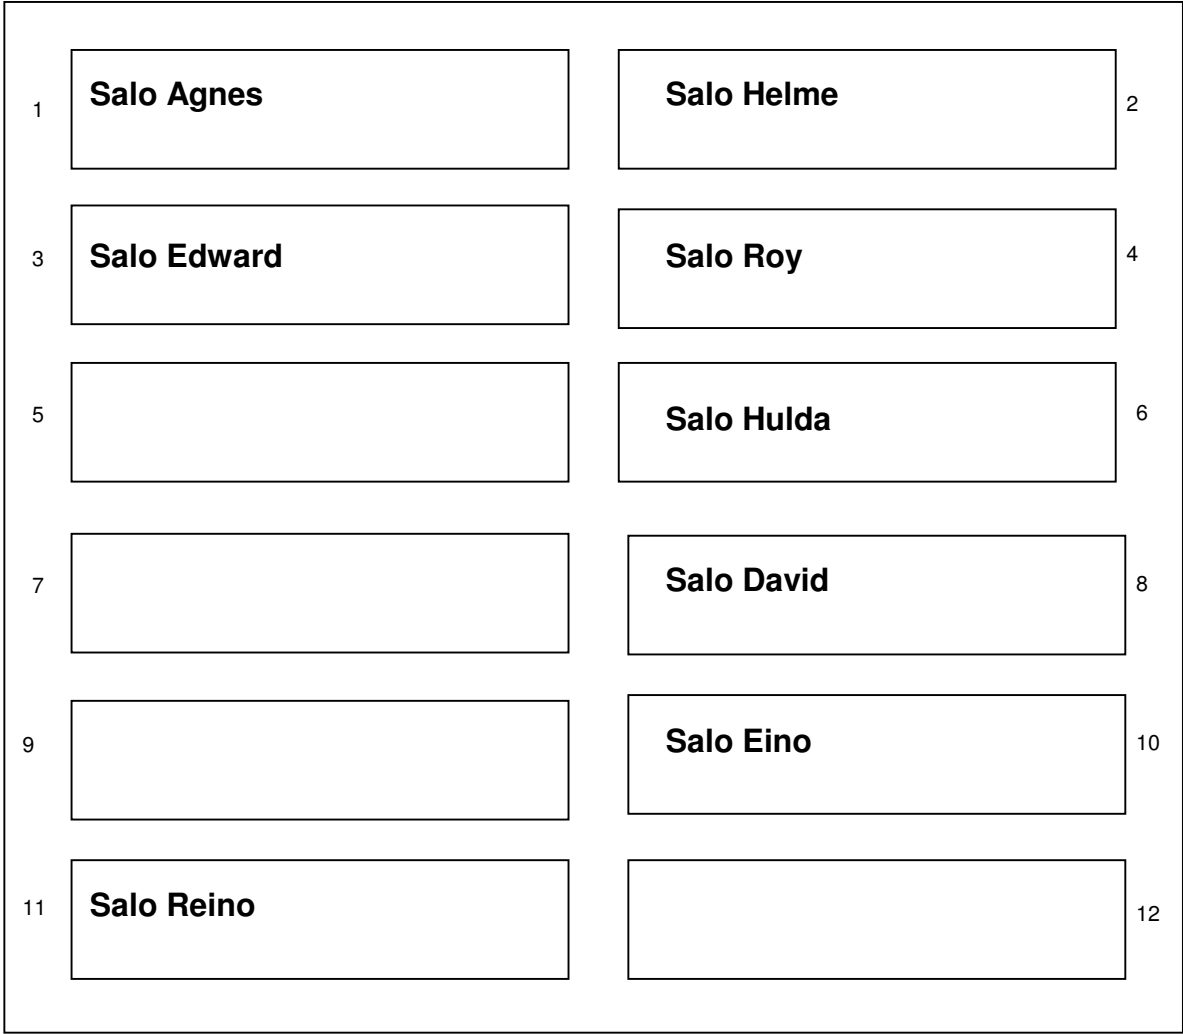 1 Salo Agnes Salo Helme 2
3 Salo Edward Salo Roy 4
5 Salo Hulda 6
7 Salo David 8
9 Salo Eino 10
11 Salo Reino 12